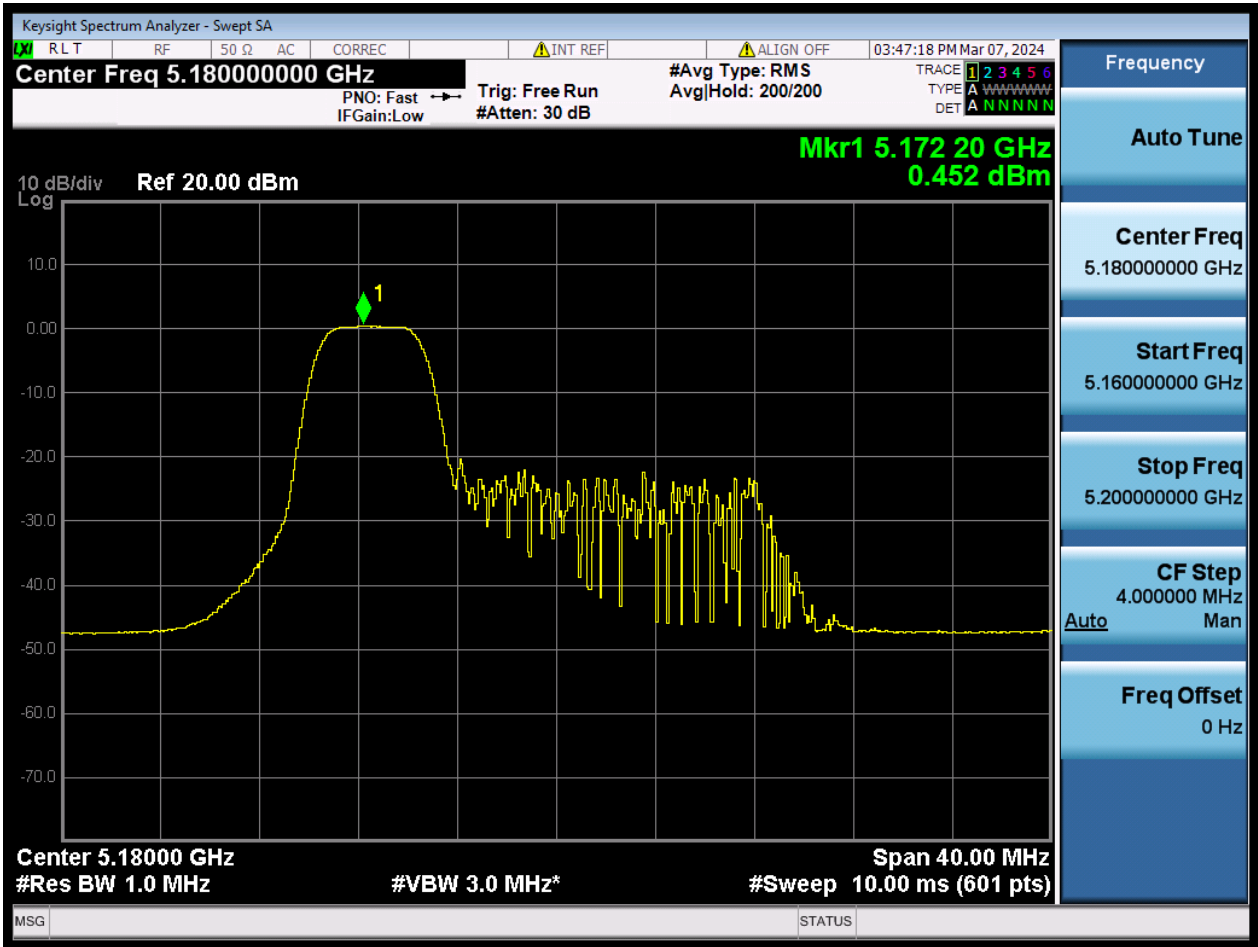 Keysight Spectrum Analyzer - Swept SA
LXI RLT RF 50 Ω AC CORREC INT REF ALIGN OFF 03:47:18 PM Mar 07, 2024
Center Freq 5.180000000 GHz
PNO: Fast
IFGain:Low
Trig: Free Run
#Atten: 30 dB
#Avg Type: RMS
Avg|Hold: 200/200
TRACE 1 2 3 4 5 6
TYPE A WWWWW
DET A N N N N N
Mkr1 5.172 20 GHz
0.452 dBm
10 dB/div Ref 20.00 dBm
Log
10.0
1
0.00
-10.0
-20.0
-30.0
-40.0
-50.0
-60.0
-70.0
Center 5.18000 GHz Span 40.00 MHz
#Res BW 1.0 MHz #VBW 3.0 MHz* #Sweep 10.00 ms (601 pts)
MSG STATUS
Frequency
Auto Tune
Center Freq
5.180000000 GHz
Start Freq
5.160000000 GHz
Stop Freq
5.200000000 GHz
CF Step
4.000000 MHz
Auto Man
Freq Offset
0 Hz